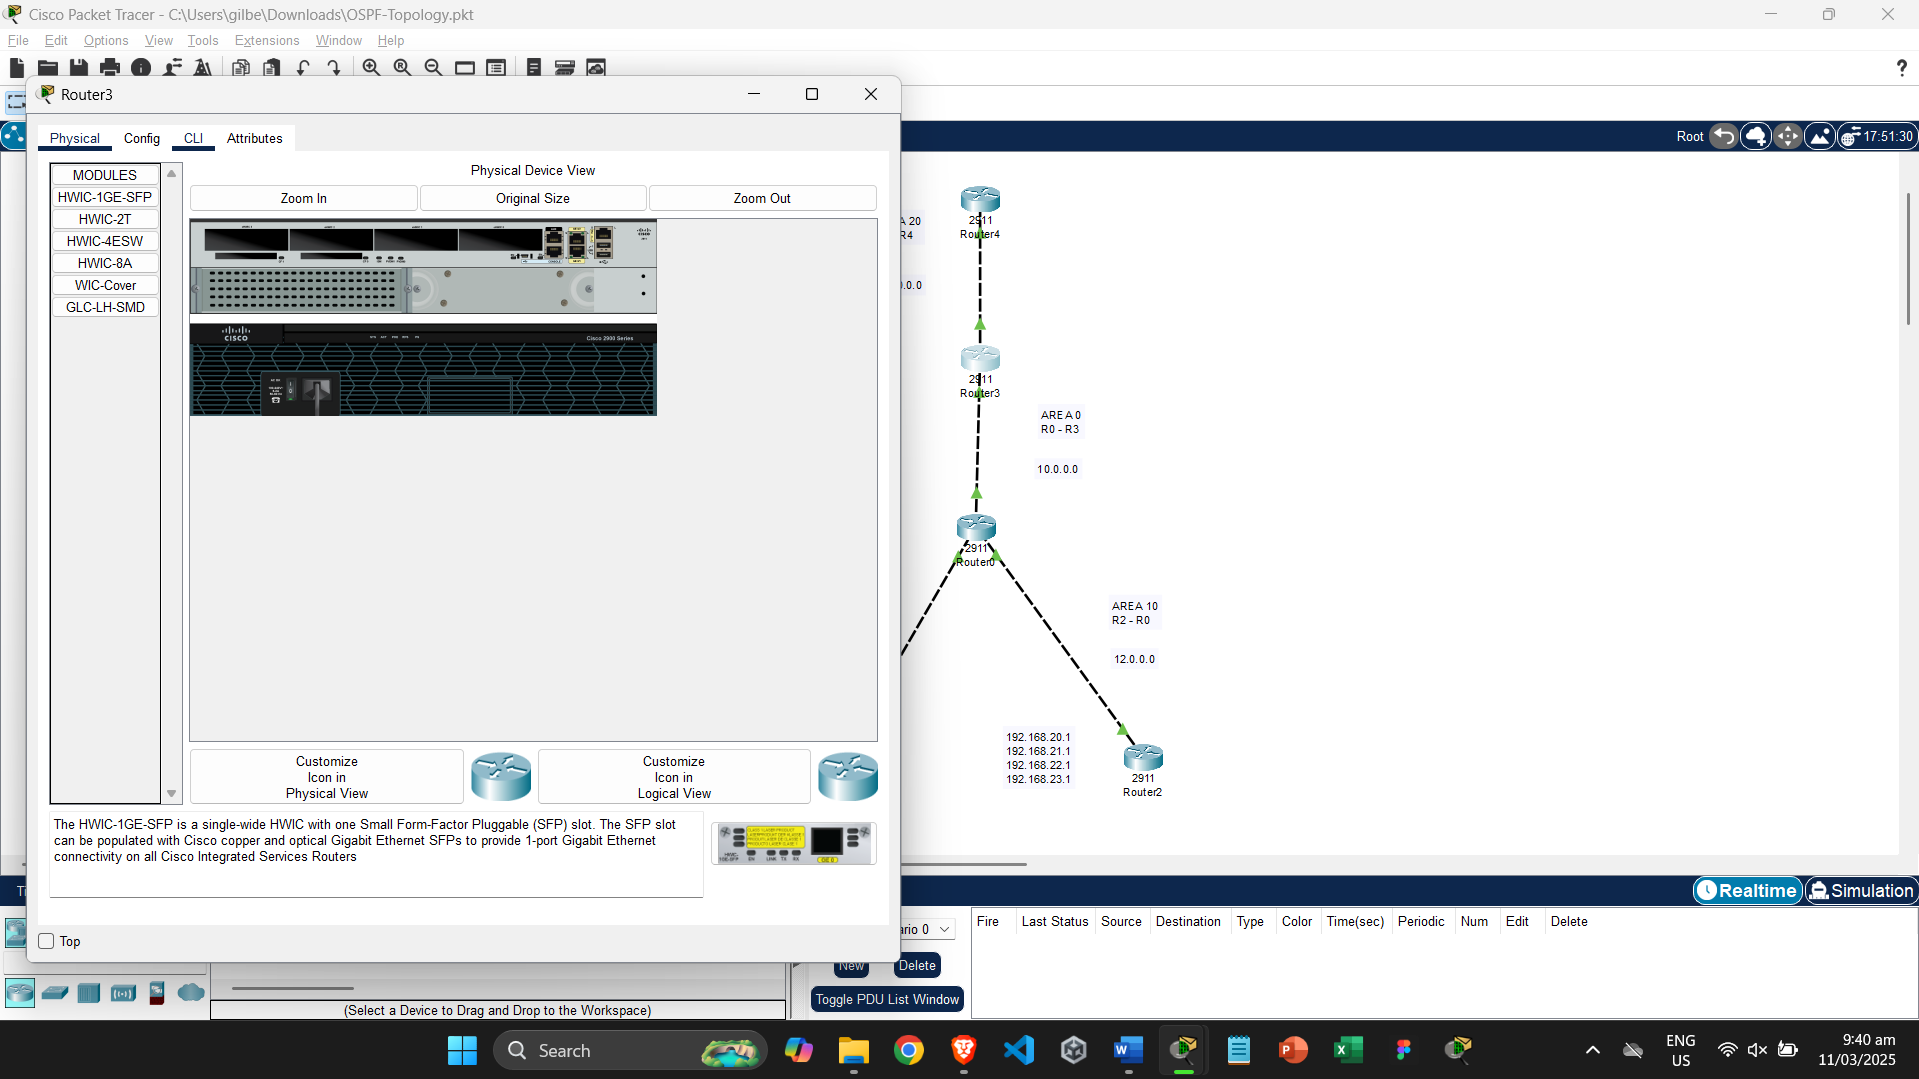 Cisco Packet Tracer - C:\Users\gilbe\Downloads\OSPF-Topology.pkt
File Edit Options View Tools Extensions Window Help
?
Router3
Physical Config CLI Attributes
Root 17:51:30
MODULES
HWIC-1GE-SFP
HWIC-2T
HWIC-4ESW
HWIC-8A
WIC-Cover
GLC-LH-SMD
Physical Device View
Zoom In Original Size Zoom Out
CISCO
Cisco 2900 Series
Customize
Icon in
Physical View
Customize
Icon in
Logical View
The HWIC-1GE-SFP is a single-wide HWIC with one Small Form-Factor Pluggable (SFP) slot. The SFP slot
can be populated with Cisco copper and optical Gigabit Ethernet SFPs to provide 1-port Gigabit Ethernet
connectivity on all Cisco Integrated Services Routers
Top
A 20
R4
.0.0
2911
Router4
2911
Router3
AREA 0
R0 - R3
10.0.0.0
2911
Router0
AREA 10
R2 - R0
12.0.0.0
192.168.20.1
192.168.21.1
192.168.22.1
192.168.23.1
2911
Router2
Ti
Realtime Simulation
ario 0
New Delete
Toggle PDU List Window
Fire Last Status Source Destination Type Color Time(sec) Periodic Num Edit Delete
(Select a Device to Drag and Drop to the Workspace)
Search
ENG
US
9:40 am
11/03/2025